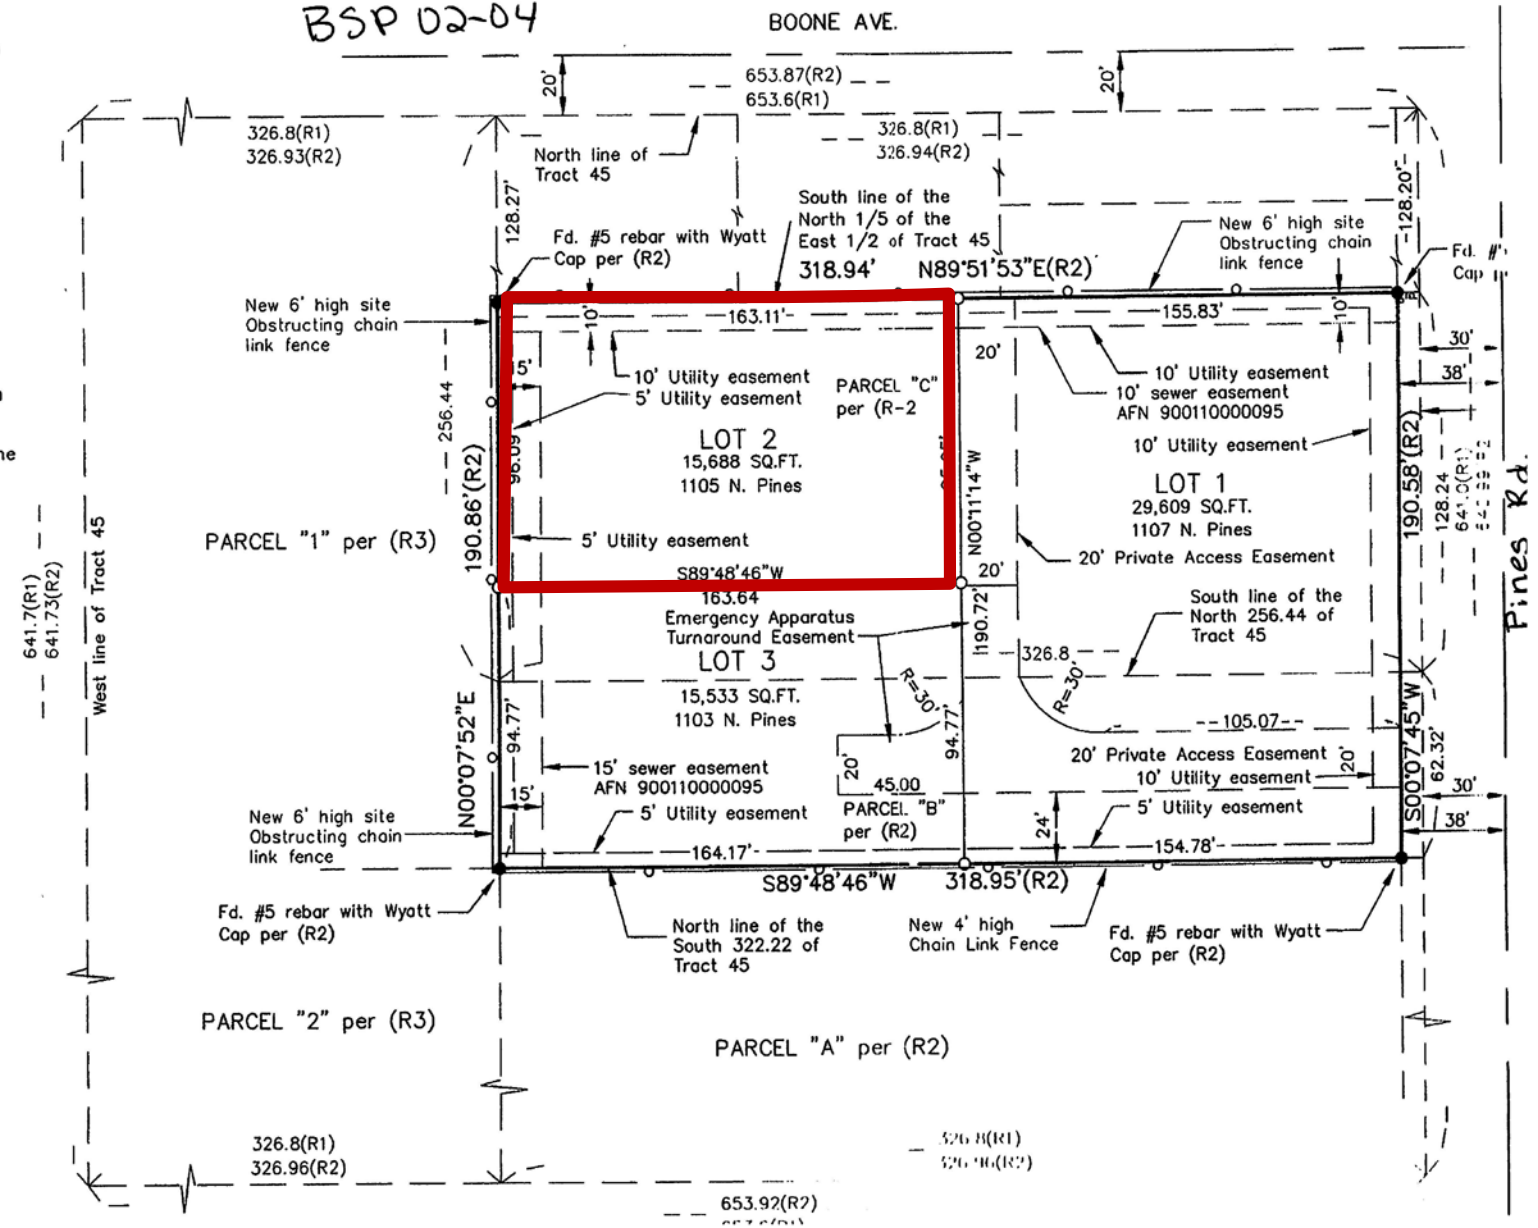 BSP 02-04
BOONE AVE.
20'
653.87(R2)
653.6(R1)
20'
326.8(R1)
326.93(R2)
North line of
Tract 45
326.8(R1)
326.94(R2)
128.27'
128.20'
South line of the
North 1/5 of the
East 1/2 of Tract 45
New 6' high site
Obstructing chain
link fence
Fd. #5 rebar with Wyatt
Cap per (R2)
318.94'
N89°51'53"E(R2)
Fd. #
Cap
New 6' high site
Obstructing chain
link fence
10'
163.11'
155.83'
10'
15'
20'
30'
38'
10' Utility easement
5' Utility easement
PARCEL "C"
per (R-2
10' Utility easement
10' sewer easement
AFN 900110000095
10' Utility easement
256.44
96.09
190.86'(R2)
LOT 2
15,688 SQ.FT.
1105 N. Pines
N00°11'14"W
LOT 1
29,609 SQ.FT.
1107 N. Pines
190.58'(R2)
128.24
641.0(R1)
Pines Rd.
ne
641.7(R1)
641.73(R2)
West line of Tract 45
PARCEL "1" per (R3)
5' Utility easement
20' Private Access Easement
S89°48'46"W
163.64
20'
Emergency Apparatus
Turnaround Easement
190.72'
South line of the
North 256.44 of
Tract 45
326.8
LOT 3
15,533 SQ.FT.
1103 N. Pines
R=30'
R=30'
N00°07'52"E
94.77'
94.77'
105.07
S00°07'45"W
62.32'
15' sewer easement
AFN 900110000095
20'
20' Private Access Easement
10' Utility easement
20'
45.00
15'
5' Utility easement
PARCEL "B"
per (R2)
24'
5' Utility easement
30'
38'
New 6' high site
Obstructing chain
link fence
164.17'
154.78'
S89°48'46"W
318.95'(R2)
Fd. #5 rebar with Wyatt
Cap per (R2)
North line of the
South 322.22 of
Tract 45
New 4' high
Chain Link Fence
Fd. #5 rebar with Wyatt
Cap per (R2)
PARCEL "2" per (R3)
PARCEL "A" per (R2)
326.8(R1)
326.96(R2)
326.8(R1)
326.96(R2)
653.92(R2)